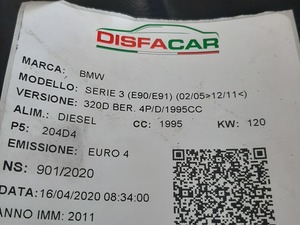 DISFACAR
MARCA: BMW
MODELLO: SERIE 3 (E90/E91) (02/05>12/11<)
VERSIONE: 320D BER. 4P/D/1995CC
ALIM.: DIESEL CC: 1995 KW: 120
P5: 204D4
EMISSIONE: EURO 4
NS: 901/2020
DATA: 16/04/2020 08:34:00
ANNO IMM: 2011